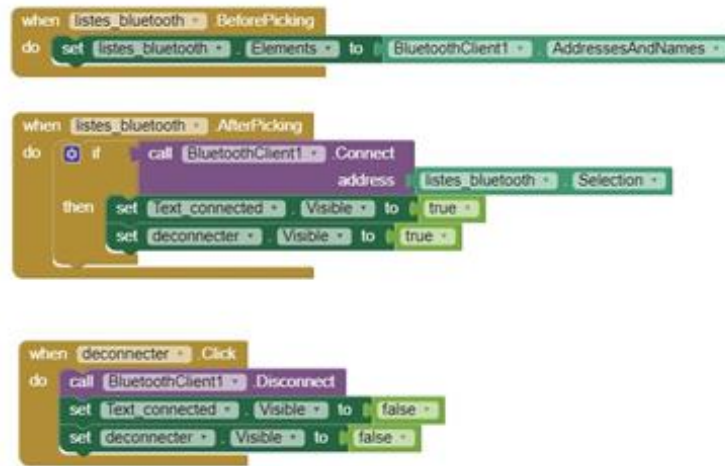 when listes_bluetooth .BeforePicking
do set listes_bluetooth . Elements to BluetoothClient1 . AddressesAndNames
when listes_bluetooth .AfterPicking
do if call BluetoothClient1 .Connect
address listes_bluetooth . Selection
then set Text_connected . Visible to true
set deconnecter . Visible to true
when deconnecter .Click
do call BluetoothClient1 .Disconnect
set Text_connected . Visible to false
set deconnecter . Visible to false